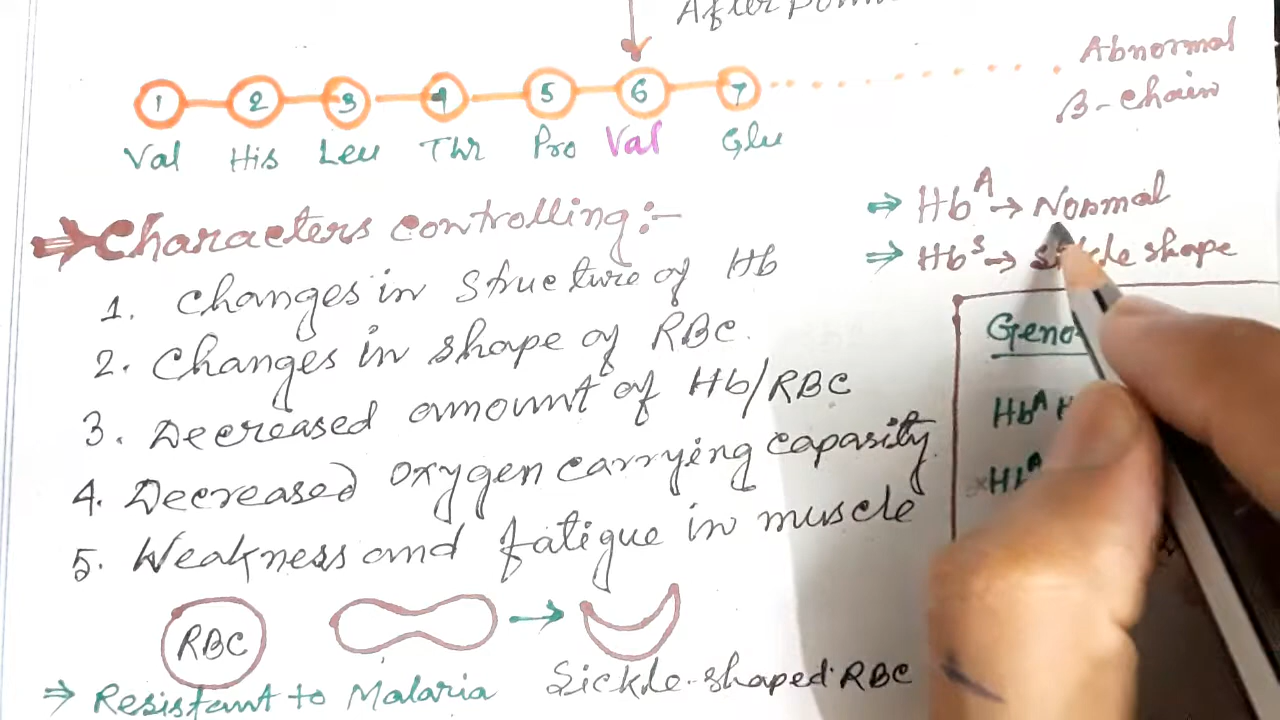 After
Abnormal
β-Chain
1 2 3 4 5 6 7
Val His Leu Thr Pro Val Glu
⇒ Characters controlling:-
1. Changes in structure of Hb
2. Changes in shape of RBC.
3. Decreased amount of Hb/RBC
4. Decreased oxygen carrying capasity
5. Weakness and fatigue in muscle
⇒ Hb^A → Normal
⇒ Hb^S → Sickle shape
Hb^A
RBC
Sickle-shaped RBC
⇒ Resistant to Malaria